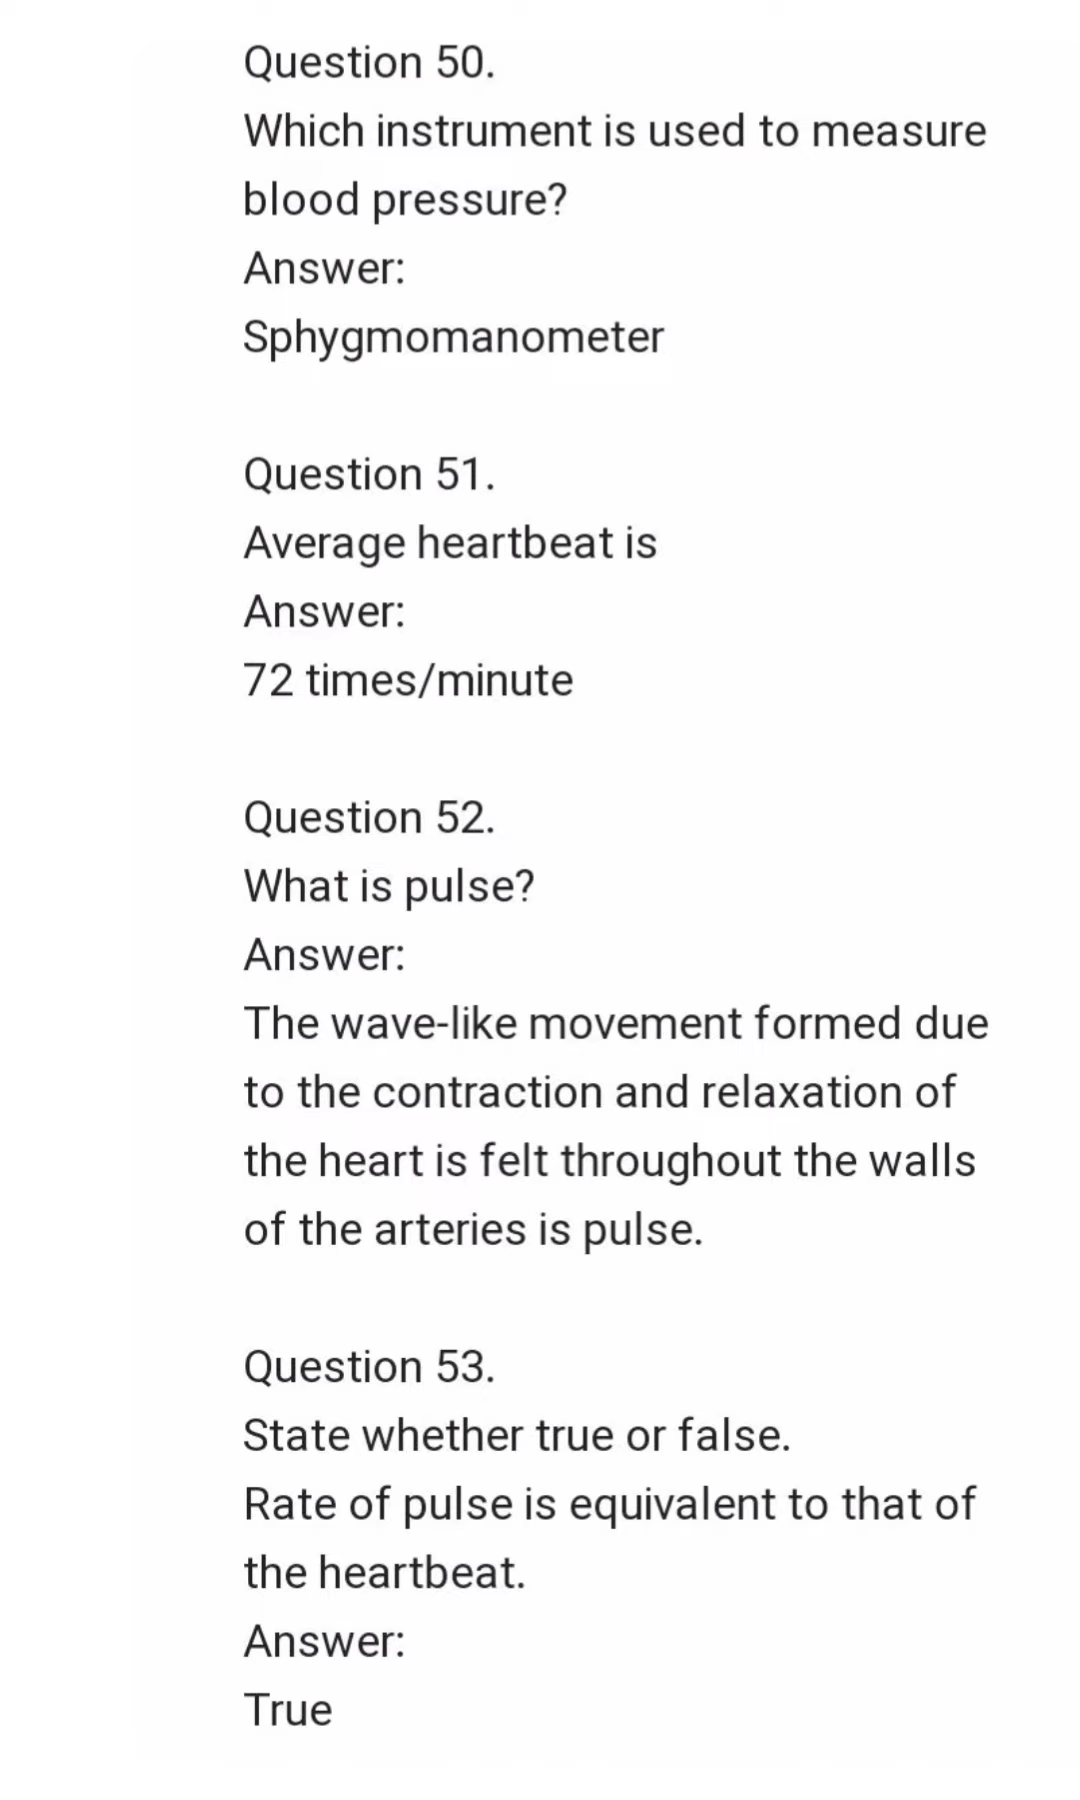 Question 50.
Which instrument is used to measure
blood pressure?
Answer:
Sphygmomanometer
Question 51.
Average heartbeat is
Answer:
72 times/minute
Question 52.
What is pulse?
Answer:
The wave-like movement formed due
to the contraction and relaxation of
the heart is felt throughout the walls
of the arteries is pulse.
Question 53.
State whether true or false.
Rate of pulse is equivalent to that of
the heartbeat.
Answer:
True